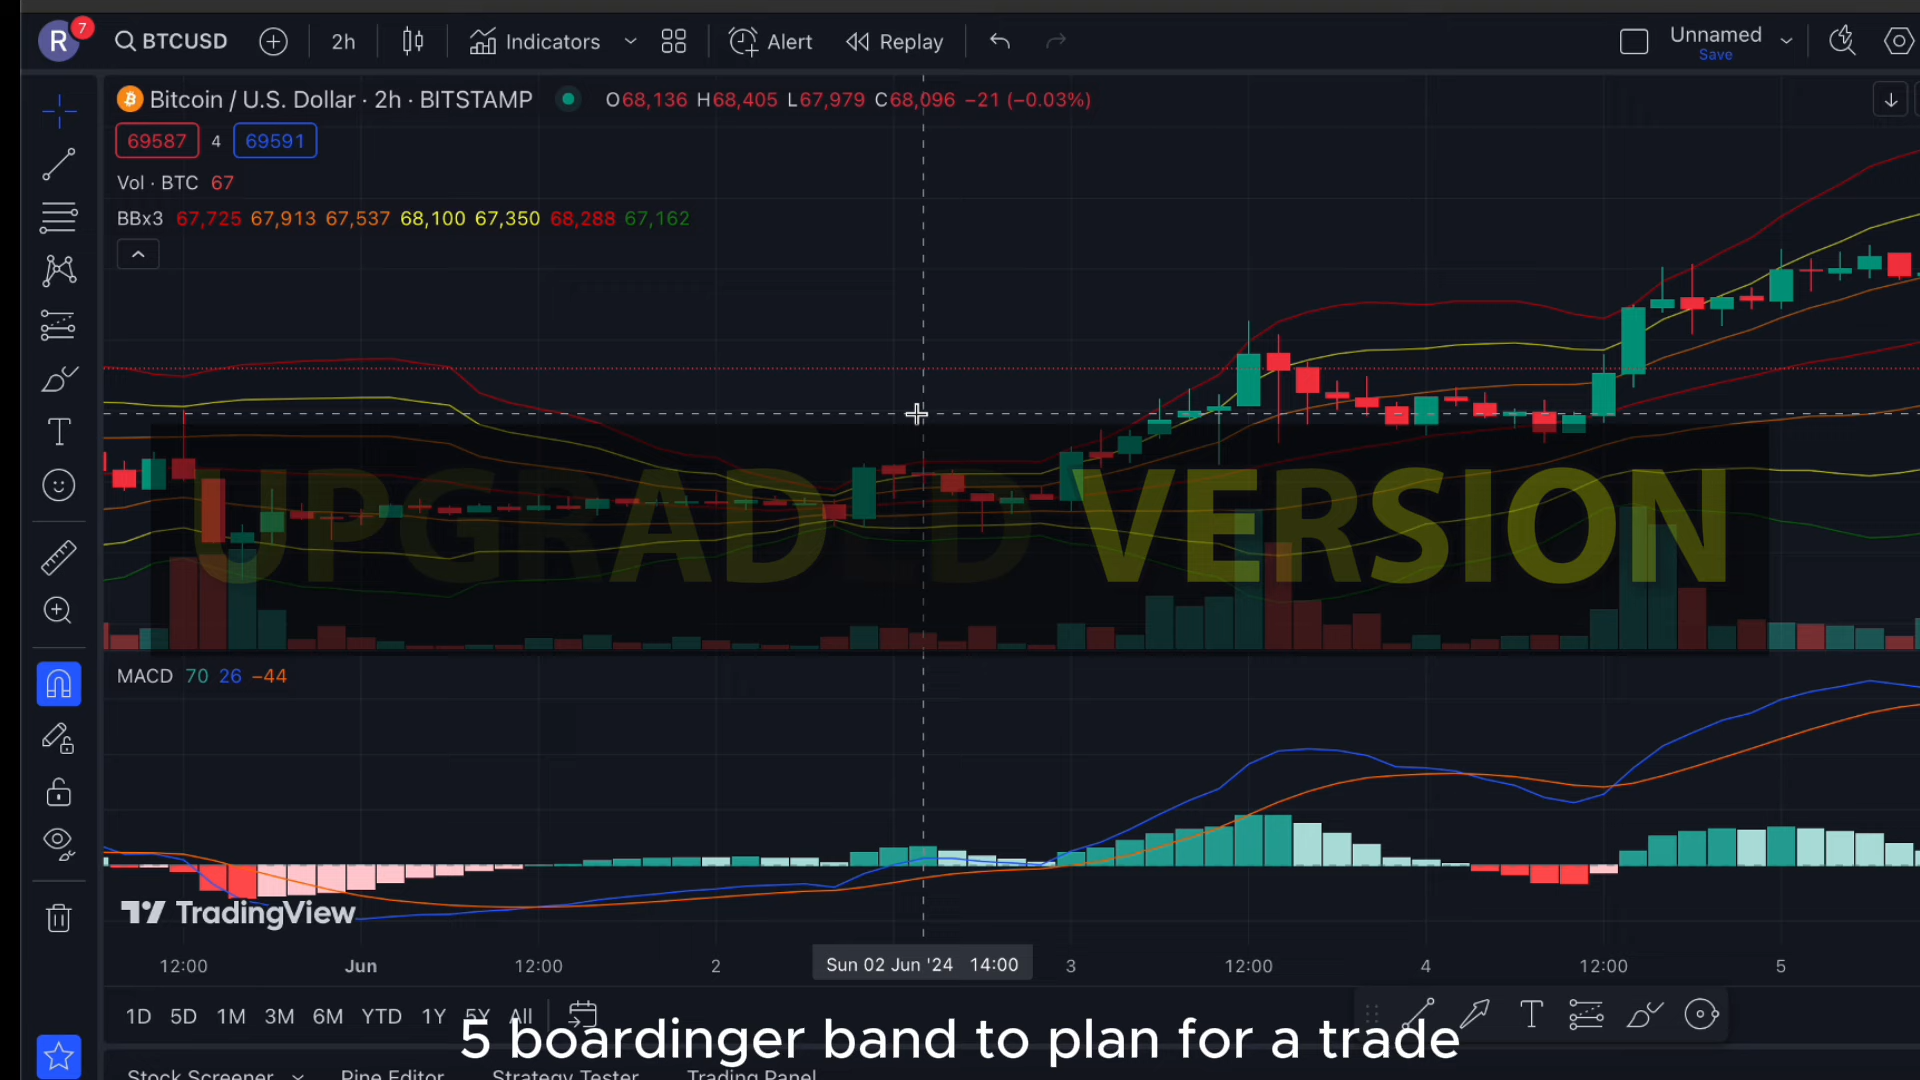 R 7 BTCUSD 2h Indicators Alert Replay Unnamed
Save
Bitcoin / U.S. Dollar · 2h · BITSTAMP O68,136 H68,405 L67,979 C68,096 −21 (−0.03%)
69587 4 69591
Vol · BTC 67
BBx3 67,725 67,913 67,537 68,100 67,350 68,288 67,162
UPGRADED VERSION
MACD 70 26 −44
TradingView
12:00 Jun 12:00 2 Sun 02 Jun '24 14:00 3 12:00 4 12:00 5
1D 5D 1M 3M 6M YTD 1Y 5Y All
5 boardinger band to plan for a trade
Stock Screener Pine Editor Strategy Tester Trading Panel